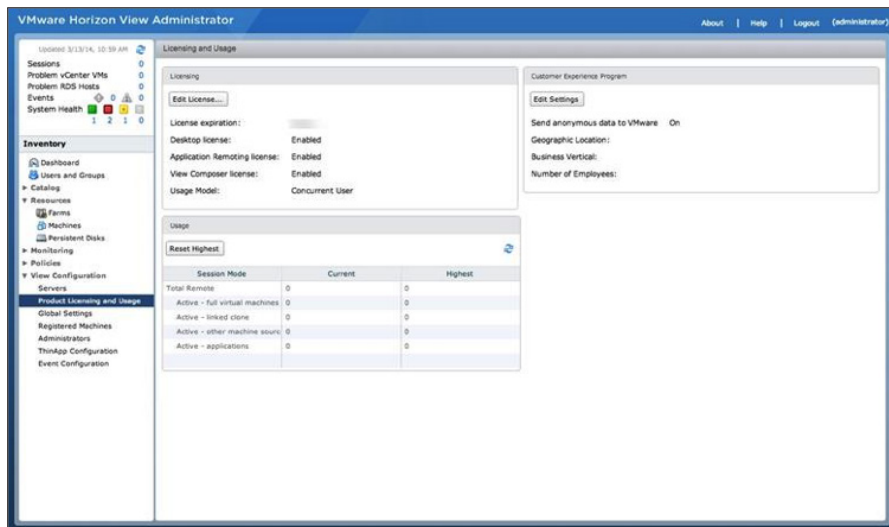 VMware Horizon View Administrator
About | Help | Logout (administrator)
Updated 3/13/14, 10:39 AM
Sessions 0
Problem vCenter VMs 0
Problem RDS Hosts 0
Events 0 0
System Health
1 2 1 0
Inventory
Dashboard
Users and Groups
Catalog
Resources
Farms
Machines
Persistent Disks
Monitoring
Policies
View Configuration
Servers
Product Licensing and Usage
Global Settings
Registered Machines
Administrators
ThinApp Configuration
Event Configuration
Licensing and Usage
Licensing
Edit License...
License expiration:
Desktop license: Enabled
Application Remoting license: Enabled
View Composer license: Enabled
Usage Model: Concurrent User
Customer Experience Program
Edit Settings
Send anonymous data to VMware On
Geographic Location:
Business Vertical:
Number of Employees:
Usage
Reset Highest
Session Mode Current Highest
Total Remote 0 0
Active - full virtual machines 0 0
Active - linked clone 0 0
Active - other machine sourc 0 0
Active - applications 0 0